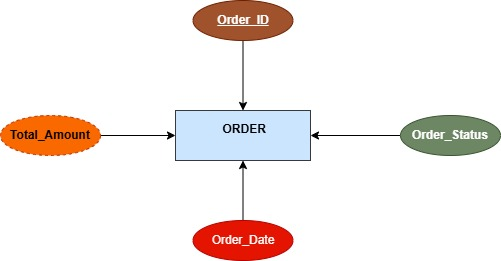 Order_ID
Total_Amount
ORDER
Order_Status
Order_Date